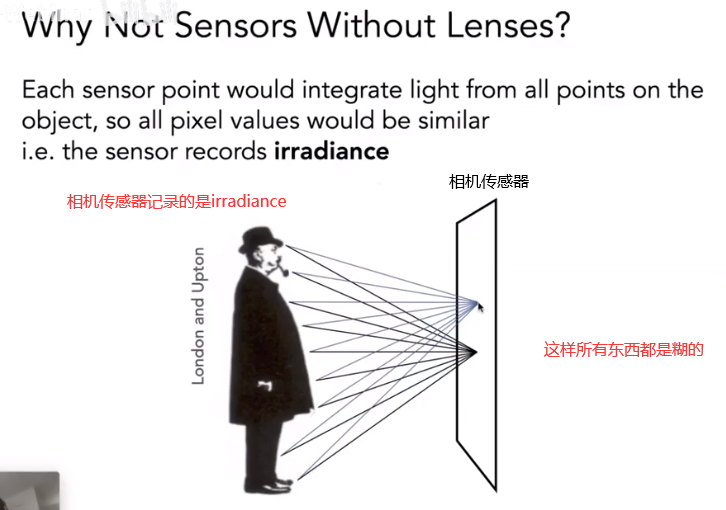 Why Not Sensors Without Lenses?
Each sensor point would integrate light from all points on the
object, so all pixel values would be similar
i.e. the sensor records irradiance
相机传感器
相机传感器记录的是irradiance
London and Upton
这样所有东西都是糊的